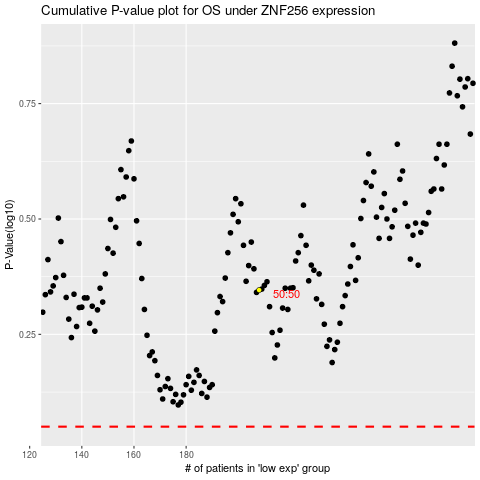 Cumulative P-value plot for OS under ZNF256 expression
P-Value(log10)
0.75
0.50
0.25
50:50
120 140 160 180
# of patients in 'low exp' group